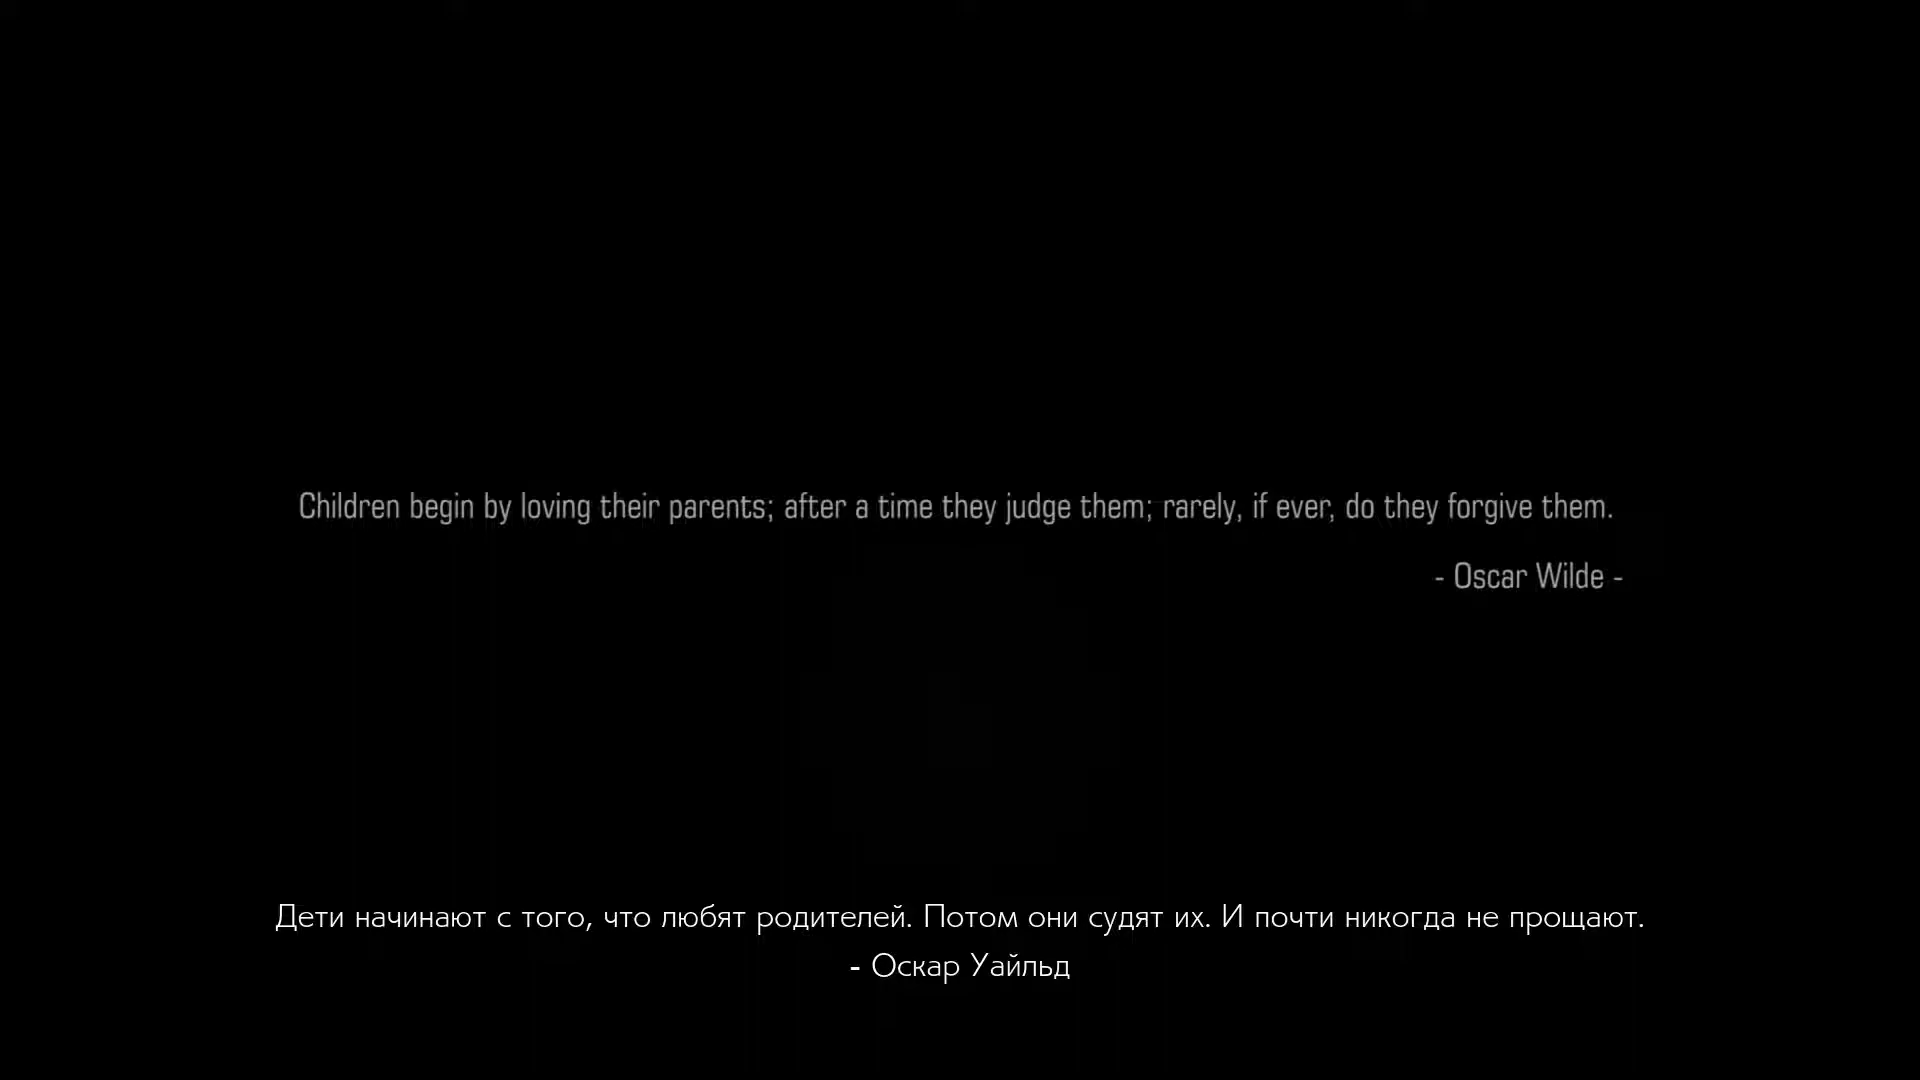 Children begin by loving their parents; after a time they judge them; rarely, if ever, do they forgive them.
- Oscar Wilde -
Дети начинают с того, что любят родителей. Потом они судят их. И почти никогда не прощают.
- Оскар Уайльд